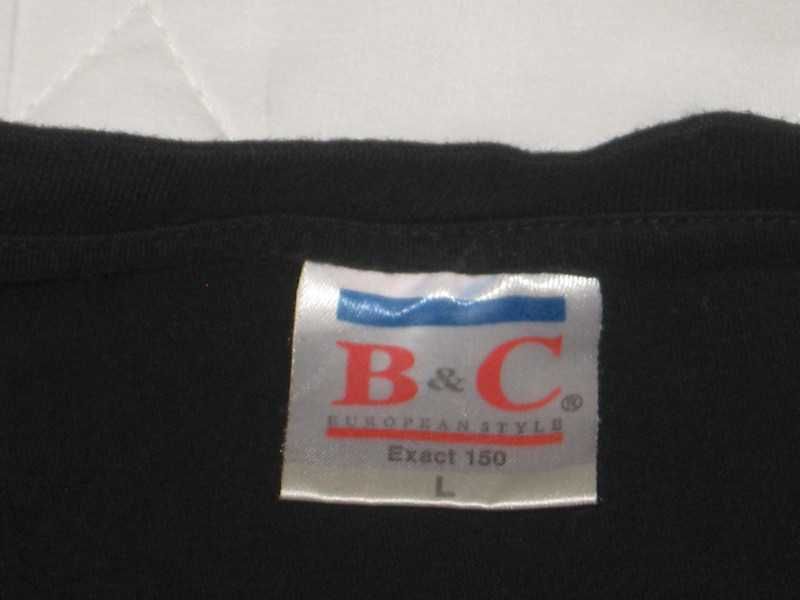 B & C ®
EUROPEAN STYLE
Exact 150
L